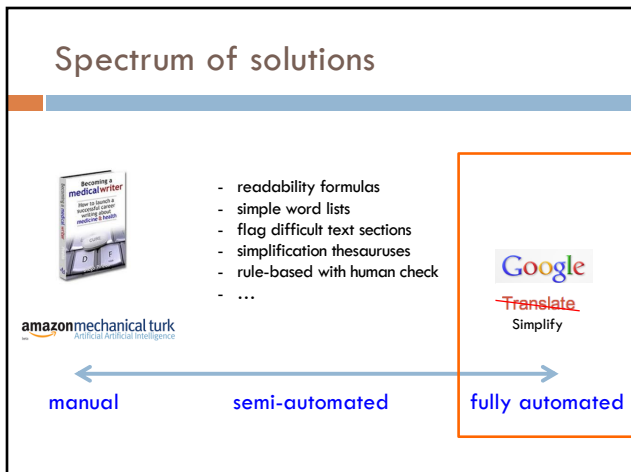 Spectrum of solutions
Becoming a
medical writer
How to launch a
successful career
writing about
medicine & health
D
F
- readability formulas
- simple word lists
- flag difficult text sections
- simplification thesauruses
- rule-based with human check
- ...
Google
Translate
Simplify
amazonmechanical turk
Artificial Artificial Intelligence
manual
semi-automated
fully automated